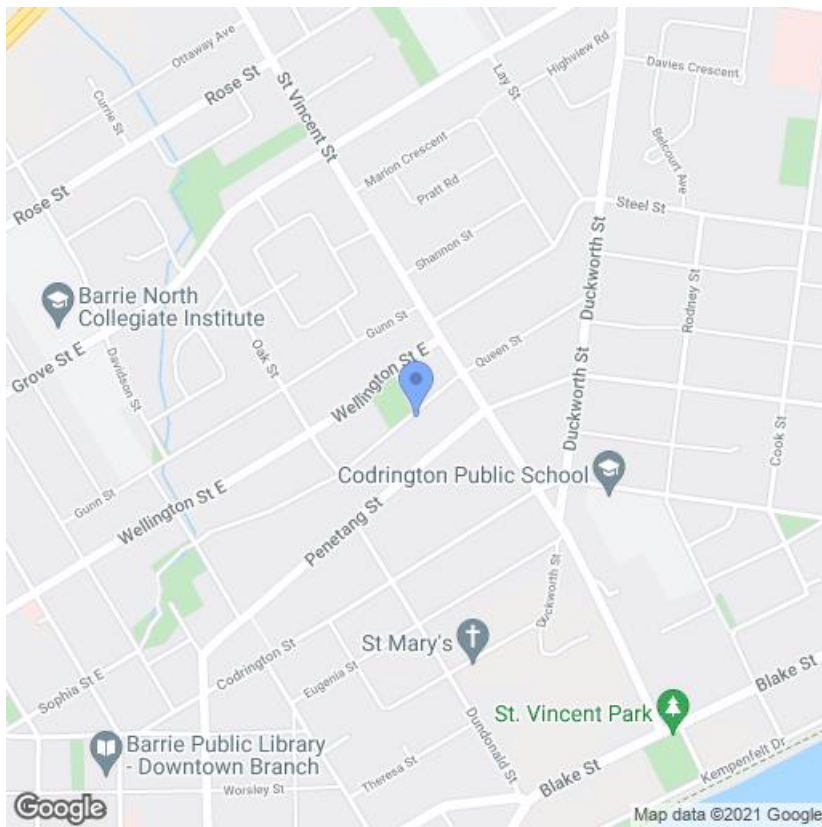 Ottaway Ave
Rose St
St Vincent St
Currie St
Lay St
Highview Rd
Davies Crescent
Belcourt Ave
Marion Crescent
Pratt Rd
Rose St
Steel St
Shannon St
Duckworth St
Duckworth St
Rodney St
Barrie North
Collegiate Institute
Gunn St
Wellington St E
Queen St
Grove St E
Davidson St
Oak St
Cook St
Codrington Public School
Gunn St
Wellington St E
Penetang St
Duckworth St
St Mary's
Codrington St
Eugenia St
Sophia St E
St. Vincent Park
Blake St
Dundonald St
Barrie Public Library
- Downtown Branch
Theresa St
Worsley St
Blake St
Kempenfelt Dr
Google
Map data ©2021 Google